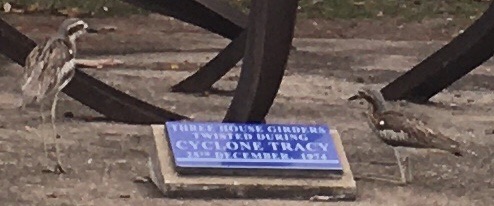 THREE HOUSE GIRDERS
TWISTED DURING
CYCLONE TRACY
25TH DECEMBER, 1974